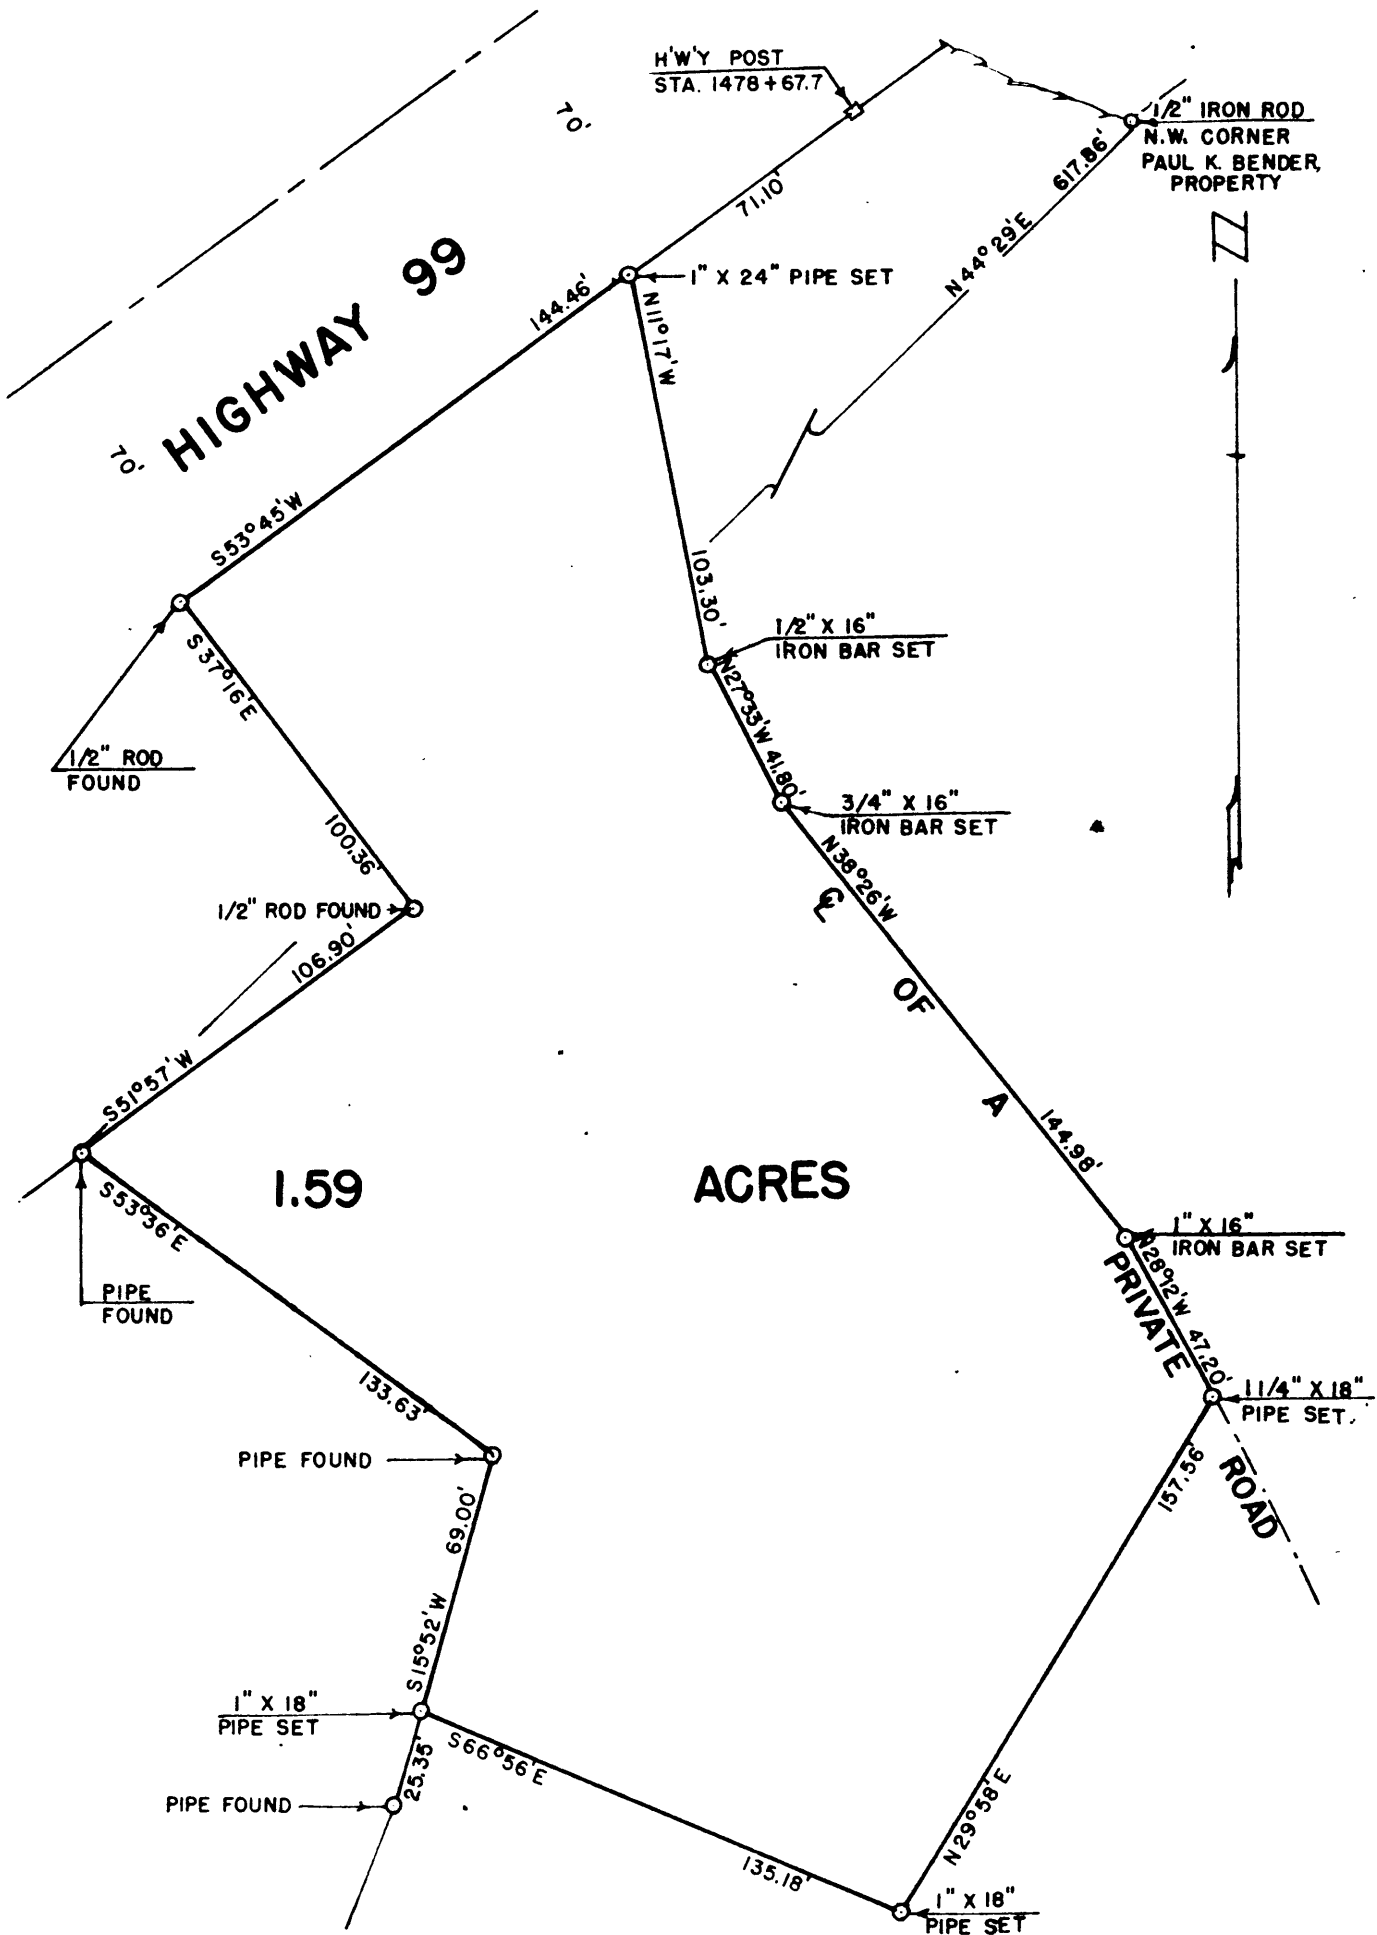 H'W'Y POST
STA. 1478+67.7
70'
1/2" IRON ROD
N.W. CORNER
PAUL K. BENDER,
PROPERTY
617.86'
N44°29'E
71.10'
HIGHWAY 99
70'
144.46'
S53°45'W
1" X 24" PIPE SET
N11°17'W
103.30'
N
1/2" X 16"
IRON BAR SET
N27°33'W 41.80'
S37°16'E
100.36'
1/2" ROD
FOUND
3/4" X 16"
IRON BAR SET
N38°26'W
144.98'
℄ OF A PRIVATE ROAD
1/2" ROD FOUND
106.90'
S51°57'W
1.59 ACRES
S53°36'E
133.63'
PIPE
FOUND
1" X 16"
IRON BAR SET
N28°12'W 47.20'
1 1/4" X 18"
PIPE SET
157.56'
N29°58'E
PIPE FOUND
69.00'
S15°52'W
1" X 18"
PIPE SET
S66°56'E
135.18'
25.35'
PIPE FOUND
1" X 18"
PIPE SET